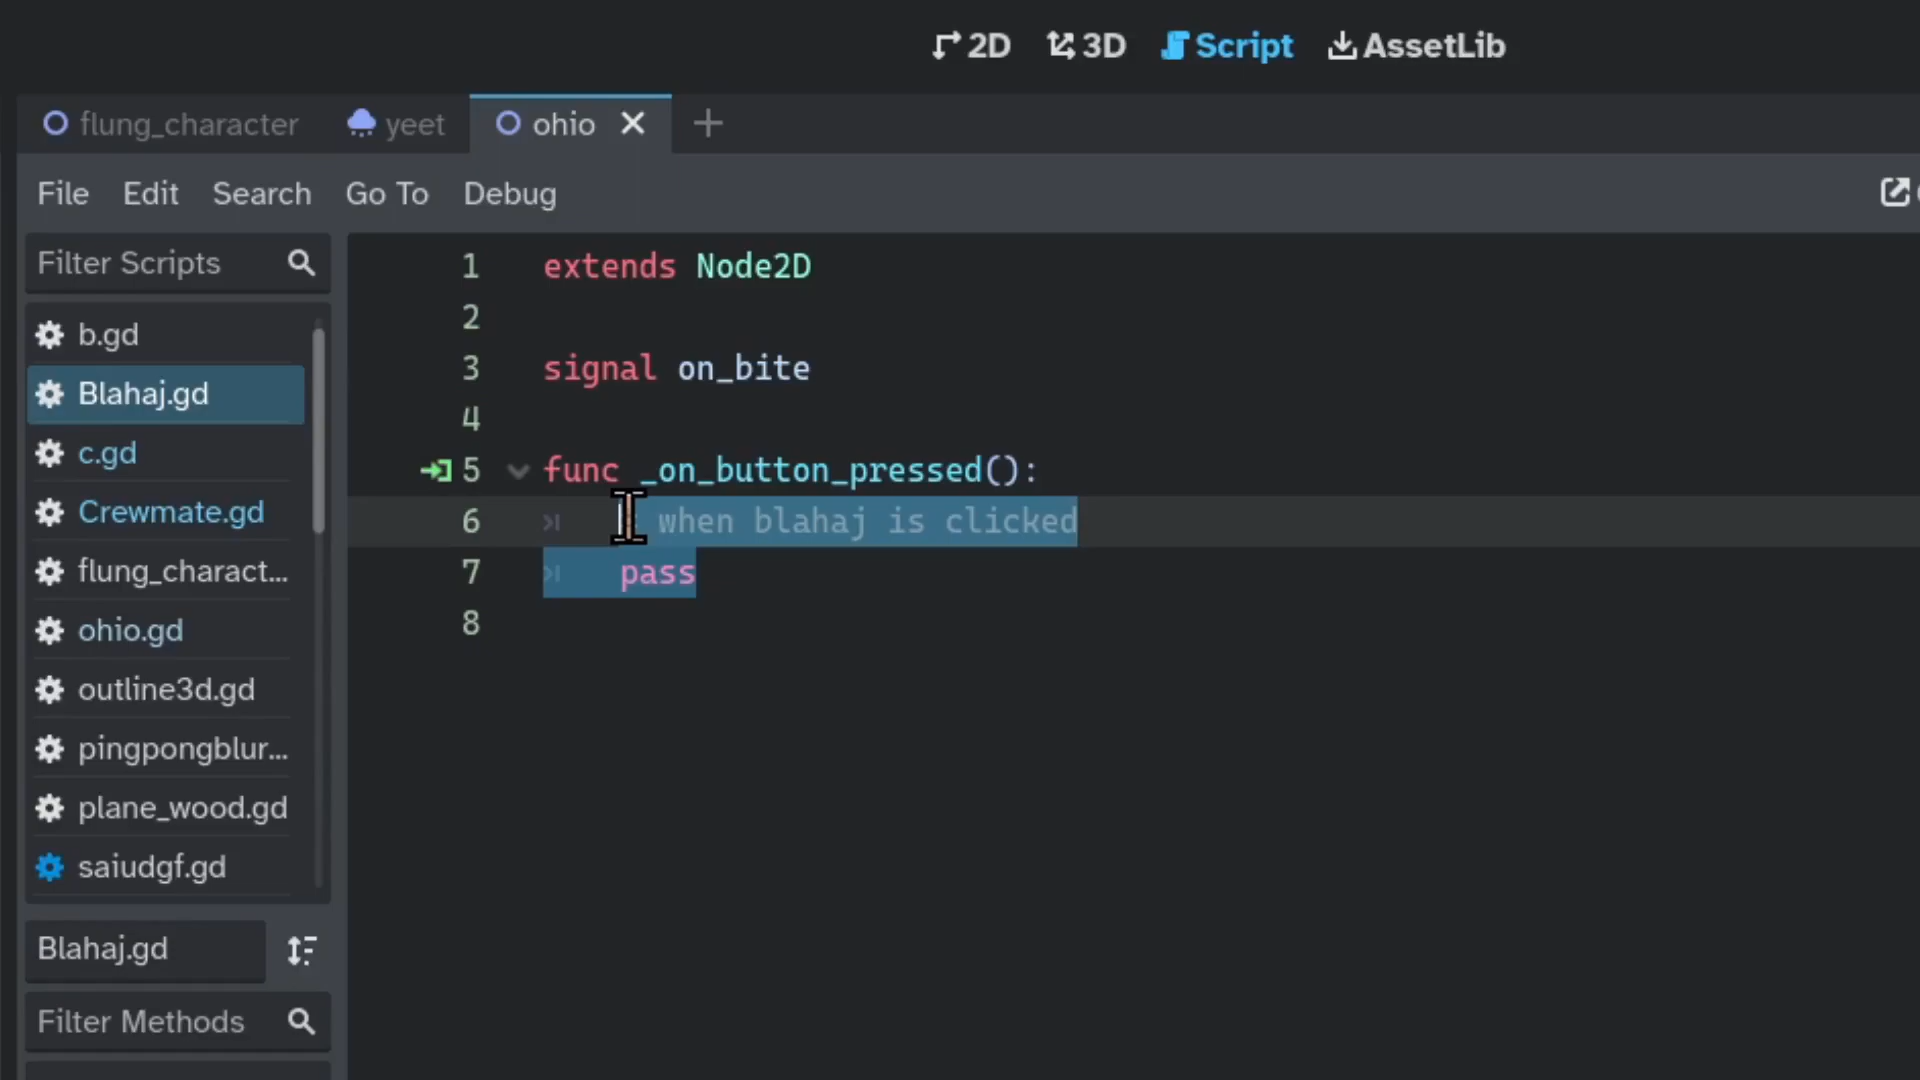 2D 3D Script AssetLib
flung_character yeet ohio
File Edit Search Go To Debug
Filter Scripts
b.gd
Blahaj.gd
c.gd
Crewmate.gd
flung_charact...
ohio.gd
outline3d.gd
pingpongblur...
plane_wood.gd
saiudgf.gd
Blahaj.gd
Filter Methods
1 extends Node2D
2
3 signal on_bite
4
5 func _on_button_pressed():
6 when blahaj is clicked
7 pass
8